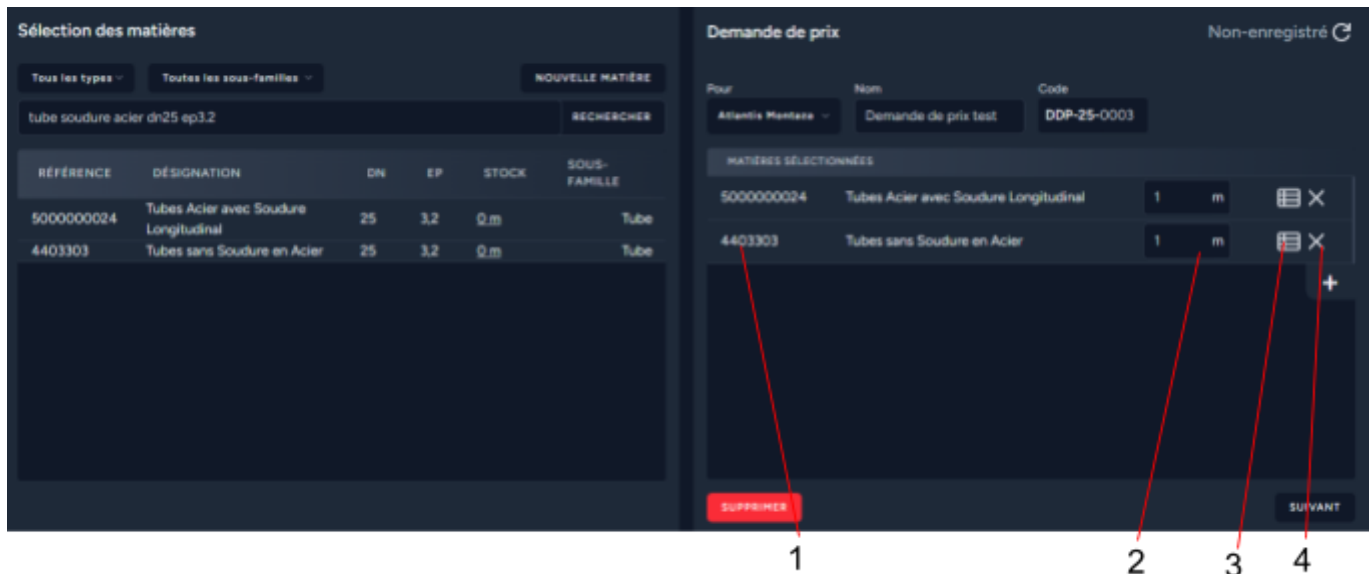 Sélection des matières
Tous les types
Toutes les sous-familles
NOUVELLE MATIÈRE
tube soudure acier dn25 ep3.2
RECHERCHER
RÉFÉRENCE DÉSIGNATION DN EP STOCK SOUS-FAMILLE
5000000024 Tubes Acier avec Soudure Longitudinal 25 3,2 0 m Tube
4403303 Tubes sans Soudure en Acier 25 3,2 0 m Tube
Demande de prix
Non-enregistré
Pour Nom Code
Atlantis Montana Demande de prix test DDP-25-0003
MATIÈRES SÉLECTIONNÉES
5000000024 Tubes Acier avec Soudure Longitudinal 1 m
4403303 Tubes sans Soudure en Acier 1 m
+
SUPPRIMER
SUIVANT
1 2 3 4